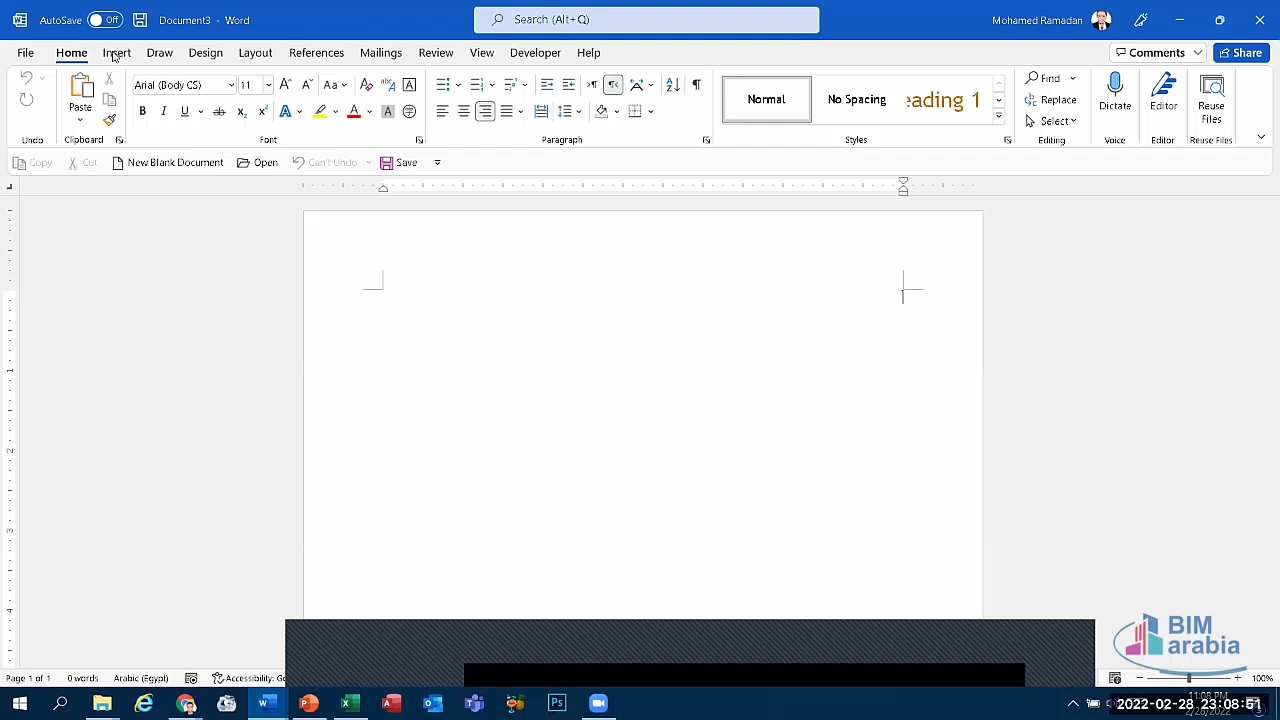 AutoSave Off Document3 - Word Search (Alt+Q) Mohamed Ramadan
File Home Insert Draw Design Layout References Mailings Review View Developer Help Comments Share
Paste
Arial (Body CS) 11 Aa
Normal No Spacing eading 1
Find
Replace
Select
Dictate Editor Reuse Files
Undo Clipboard Font Paragraph Styles Editing Voice Editor Reuse Files
Copy Cut New Blank Document Open Can't Undo Save
BIM
arabia
Page 1 of 1 0 words Arabic (Egypt) Accessibility: 100%
2022-02-28 23:08:51